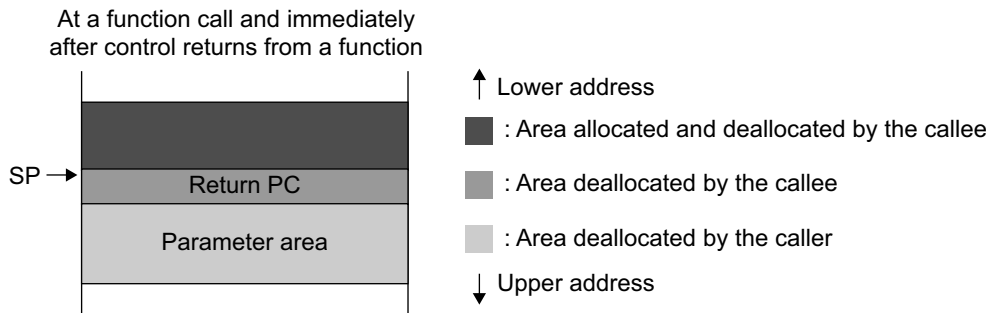 At a function call and immediately
after control returns from a function
Lower address
: Area allocated and deallocated by the callee
SP
Return PC
: Area deallocated by the callee
Parameter area
: Area deallocated by the caller
Upper address